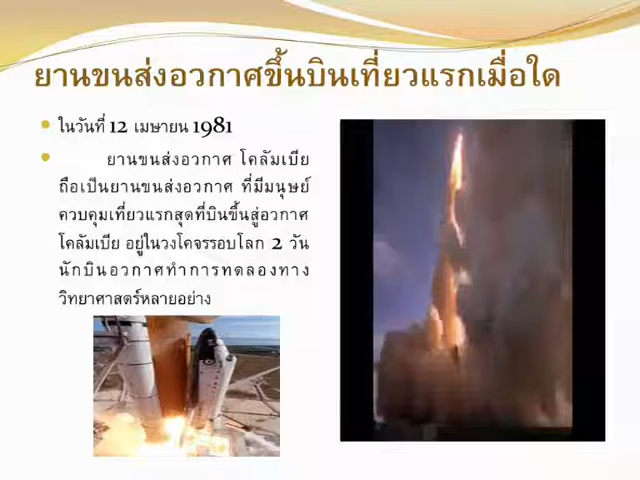 ยานขนส่งอวกาศขึ้นบินเที่ยวแรกเมื่อใด
ในวันที่ 12 เมษายน 1981
ยานขนส่งอวกาศ โคลัมเบีย
ถือเป็นยานขนส่งอวกาศ ที่มีมนุษย์
ควบคุมเที่ยวแรกสุดที่บินขึ้นสู่อวกาศ
โคลัมเบีย อยู่ในวงโคจรรอบโลก 2 วัน
นักบินอวกาศทำการทดลองทาง
วิทยาศาสตร์หลายอย่าง